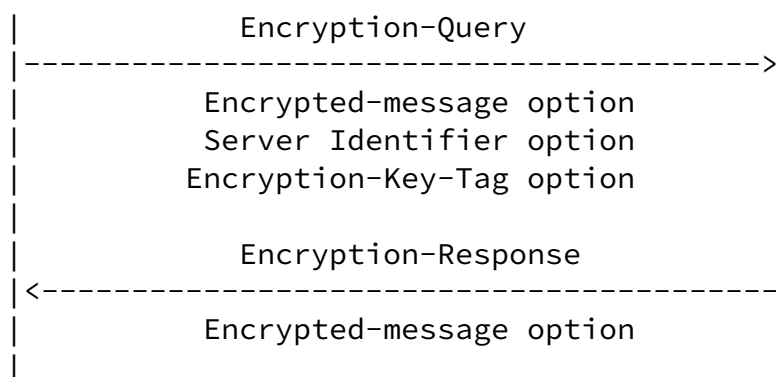 |            Encryption-Query
|----------------------------------------->
|          Encrypted-message option
|          Server Identifier option
|         Encryption-Key-Tag option
|
|            Encryption-Response
|<-----------------------------------------
|          Encrypted-message option
|